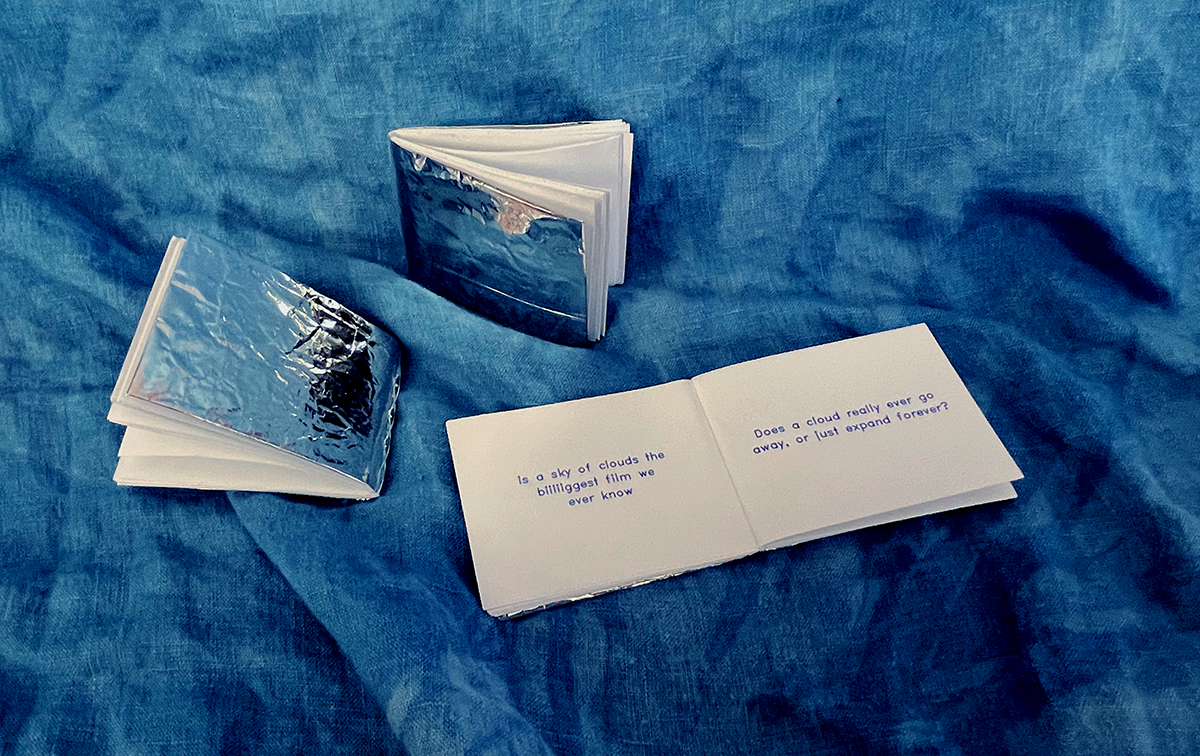 Is a sky of clouds the
biiiiiggest film we
ever know
Does a cloud really ever go
away, or just expand forever?